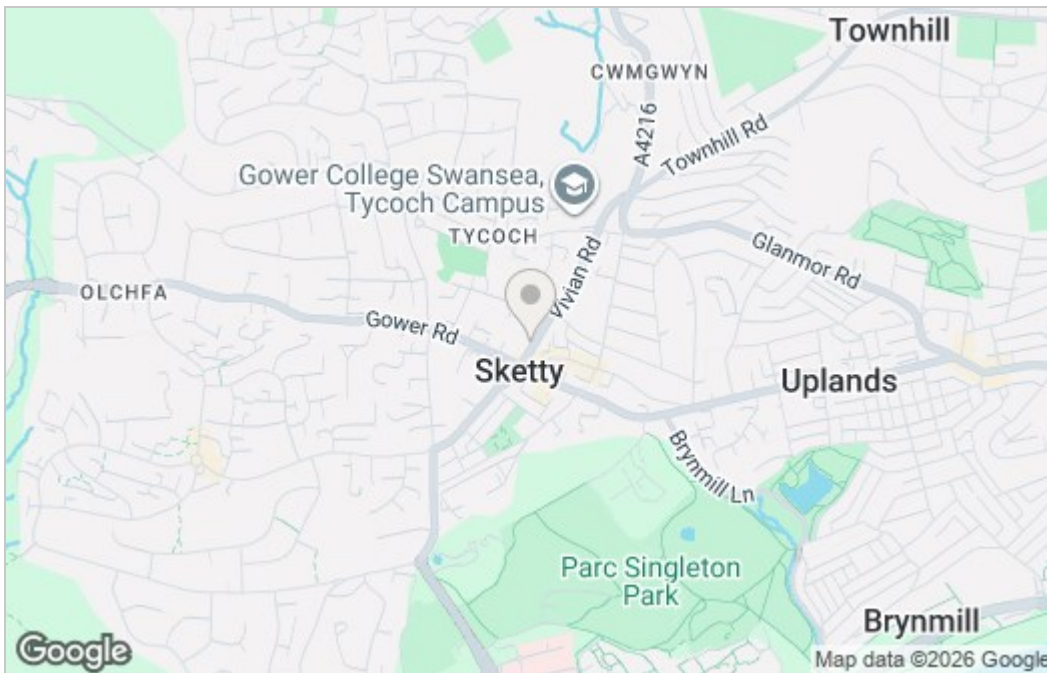 Townhill
CWMGWYN
A4216
Townhill Rd
Gower College Swansea,
Tycoch Campus
TYCOCH
Glanmor Rd
Vivian Rd
OLCHFA
Gower Rd
Sketty
Uplands
Brynmill Ln
Parc Singleton
Park
Brynmill
Google
Map data ©2026 Google